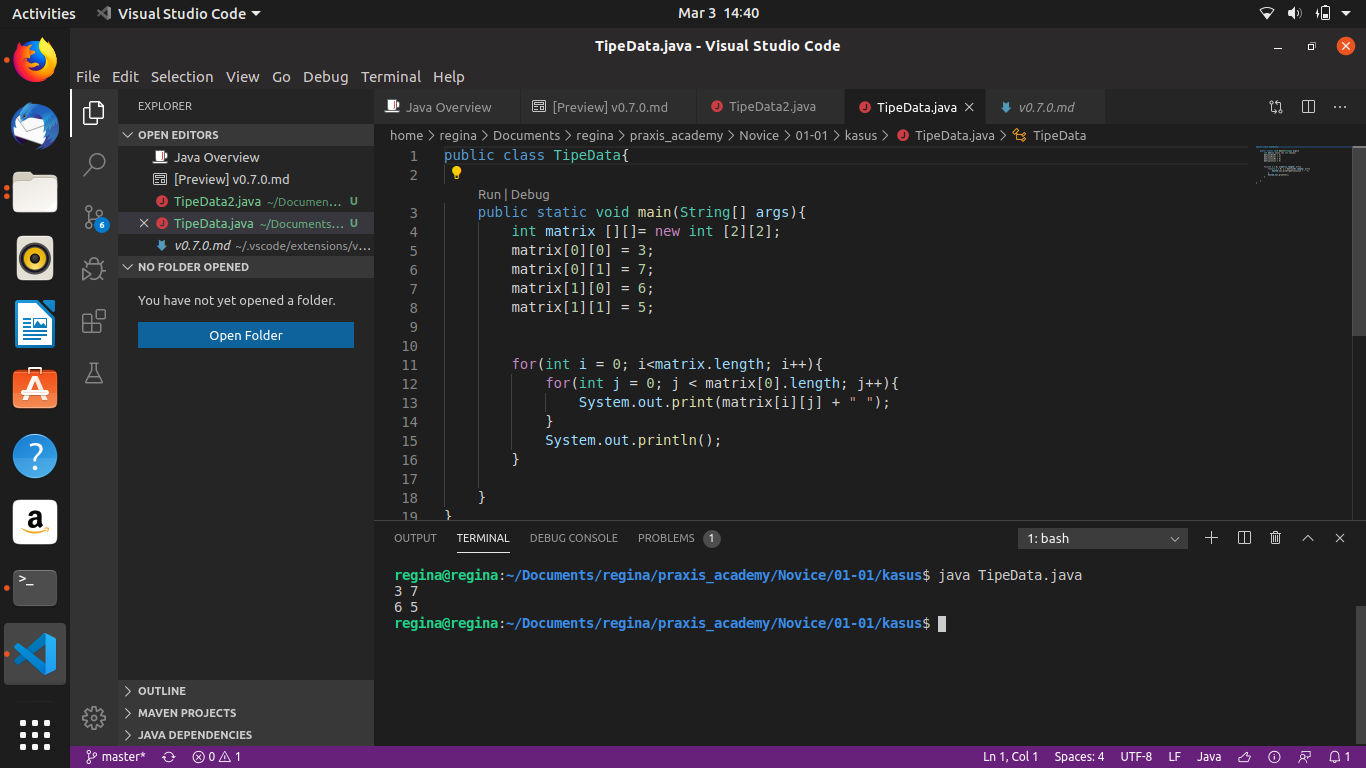 Activities Visual Studio Code Mar 3 14:40
TipeData.java - Visual Studio Code
File Edit Selection View Go Debug Terminal Help
EXPLORER
OPEN EDITORS
Java Overview
[Preview] v0.7.0.md
TipeData2.java ~/Documen... U
TipeData.java ~/Documents... U
v0.7.0.md ~/.vscode/extensions/v...
NO FOLDER OPENED
You have not yet opened a folder.
Open Folder
OUTLINE
MAVEN PROJECTS
JAVA DEPENDENCIES
6
Java Overview [Preview] v0.7.0.md TipeData2.java TipeData.java v0.7.0.md
home > regina > Documents > regina > praxis_academy > Novice > 01-01 > kasus > TipeData.java > TipeData
1 public class TipeData{
2
Run | Debug
3 public static void main(String[] args){
4 int matrix [][]= new int [2][2];
5 matrix[0][0] = 3;
6 matrix[0][1] = 7;
7 matrix[1][0] = 6;
8 matrix[1][1] = 5;
9
10
11 for(int i = 0; i<matrix.length; i++){
12 for(int j = 0; j < matrix[0].length; j++){
13 System.out.print(matrix[i][j] + " ");
14 }
15 System.out.println();
16 }
17
18 }
19 }
OUTPUT TERMINAL DEBUG CONSOLE PROBLEMS 1 1: bash
regina@regina:~/Documents/regina/praxis_academy/Novice/01-01/kasus$ java TipeData.java
3 7
6 5
regina@regina:~/Documents/regina/praxis_academy/Novice/01-01/kasus$
master* 0 1 Ln 1, Col 1 Spaces: 4 UTF-8 LF Java 1